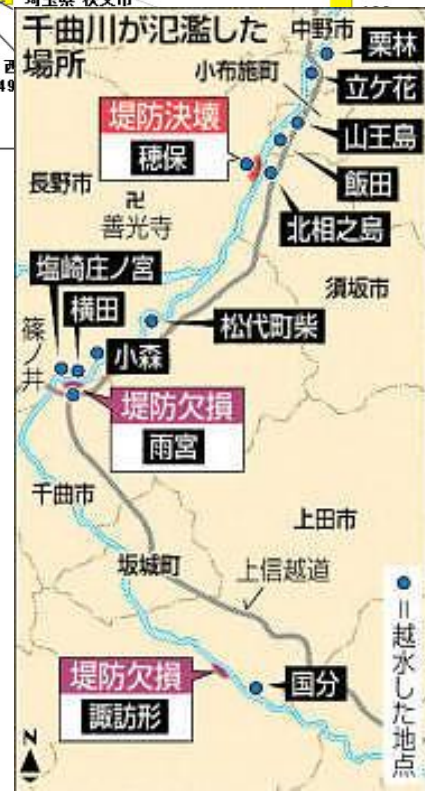 千曲川が氾濫した
場所
中野市
栗林
小布施町
立ケ花
堤防決壊
穂保
山王島
飯田
長野市
卍
善光寺
北相之島
塩崎庄ノ宮
須坂市
横田
松代町柴
篠ノ井
小森
堤防欠損
雨宮
千曲市
上田市
坂城町
上信越道
●＝越水した地点
堤防欠損
諏訪形
国分
N